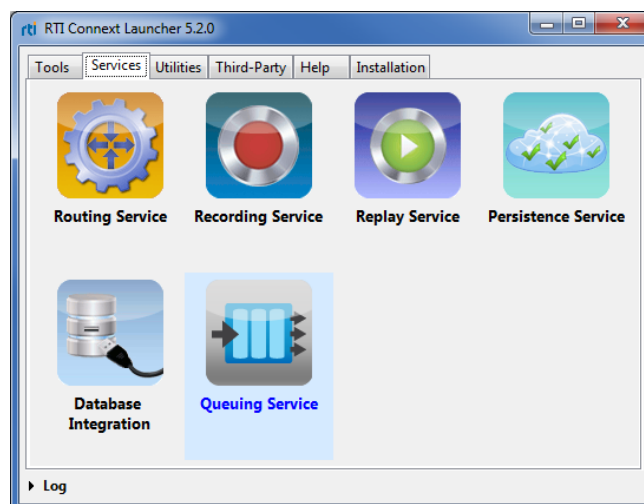 rti RTI Connext Launcher 5.2.0
Tools Services Utilities Third-Party Help Installation
Routing Service Recording Service Replay Service Persistence Service
Database
Integration
Queuing Service
Log